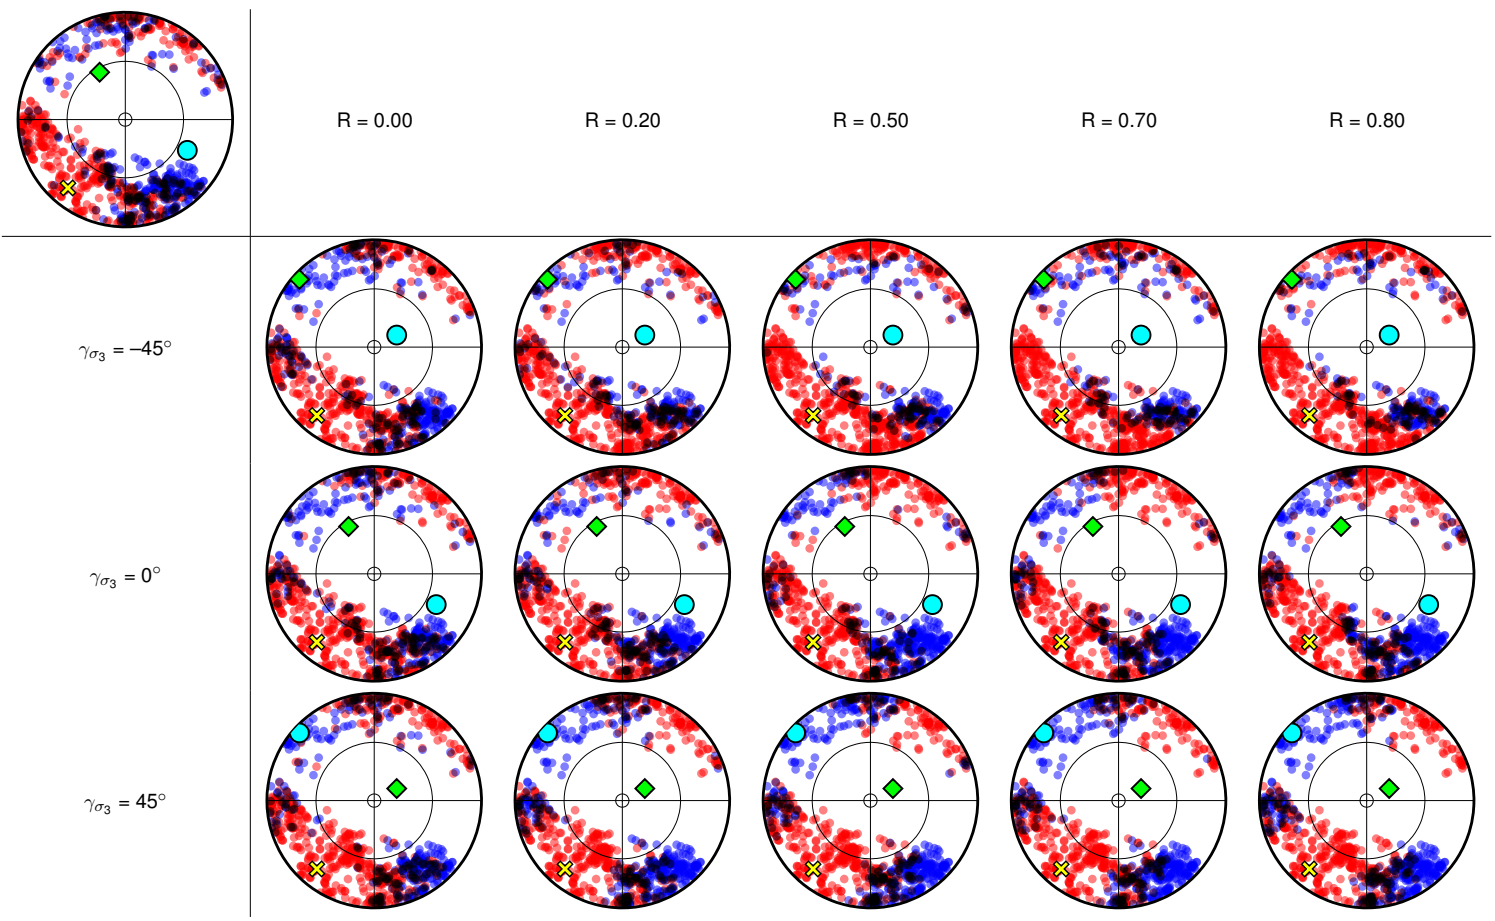 R = 0.00 R = 0.20 R = 0.50 R = 0.70 R = 0.80
γσ₃ = –45°
γσ₃ = 0°
γσ₃ = 45°